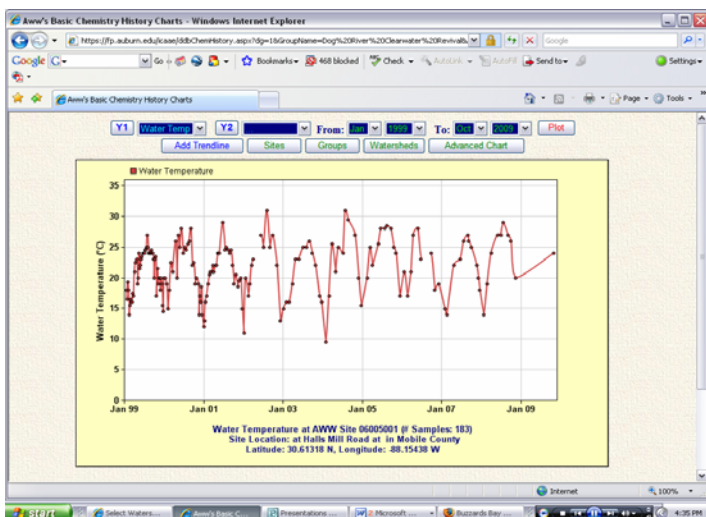 Aww's Basic Chemistry History Charts - Windows Internet Explorer
https://fp.auburn.edu/icaae/ddbChemHistory.asp?dg=1&GroupName=Dog%20River%20Clearwater%20Revival&
Google
Google G
Go
Bookmarks
468 blocked
Check
AutoLink
AutoFill
Send to
Settings
Aww's Basic Chemistry History Charts
Page
Tools
Y1 Water Temp Y2 From: Jan 1999 To: Oct 2009 Plot
Add Trendline Sites Groups Watersheds Advanced Chart
Water Temperature
35
30
25
20
15
10
5
0
Water Temperature (°C)
Jan 99 Jan 01 Jan 03 Jan 05 Jan 07 Jan 09
Water Temperature at AWW Site 06005001 (# Samples: 183)
Site Location: at Halls Mill Road at in Mobile County
Latitude: 30.61318 N, Longitude: -88.15438 W
Internet 100%
start Select Waters... Aww's Basic C... Presentations ... 2 Microsoft ... Buzzards Bay ... 4:35 PM